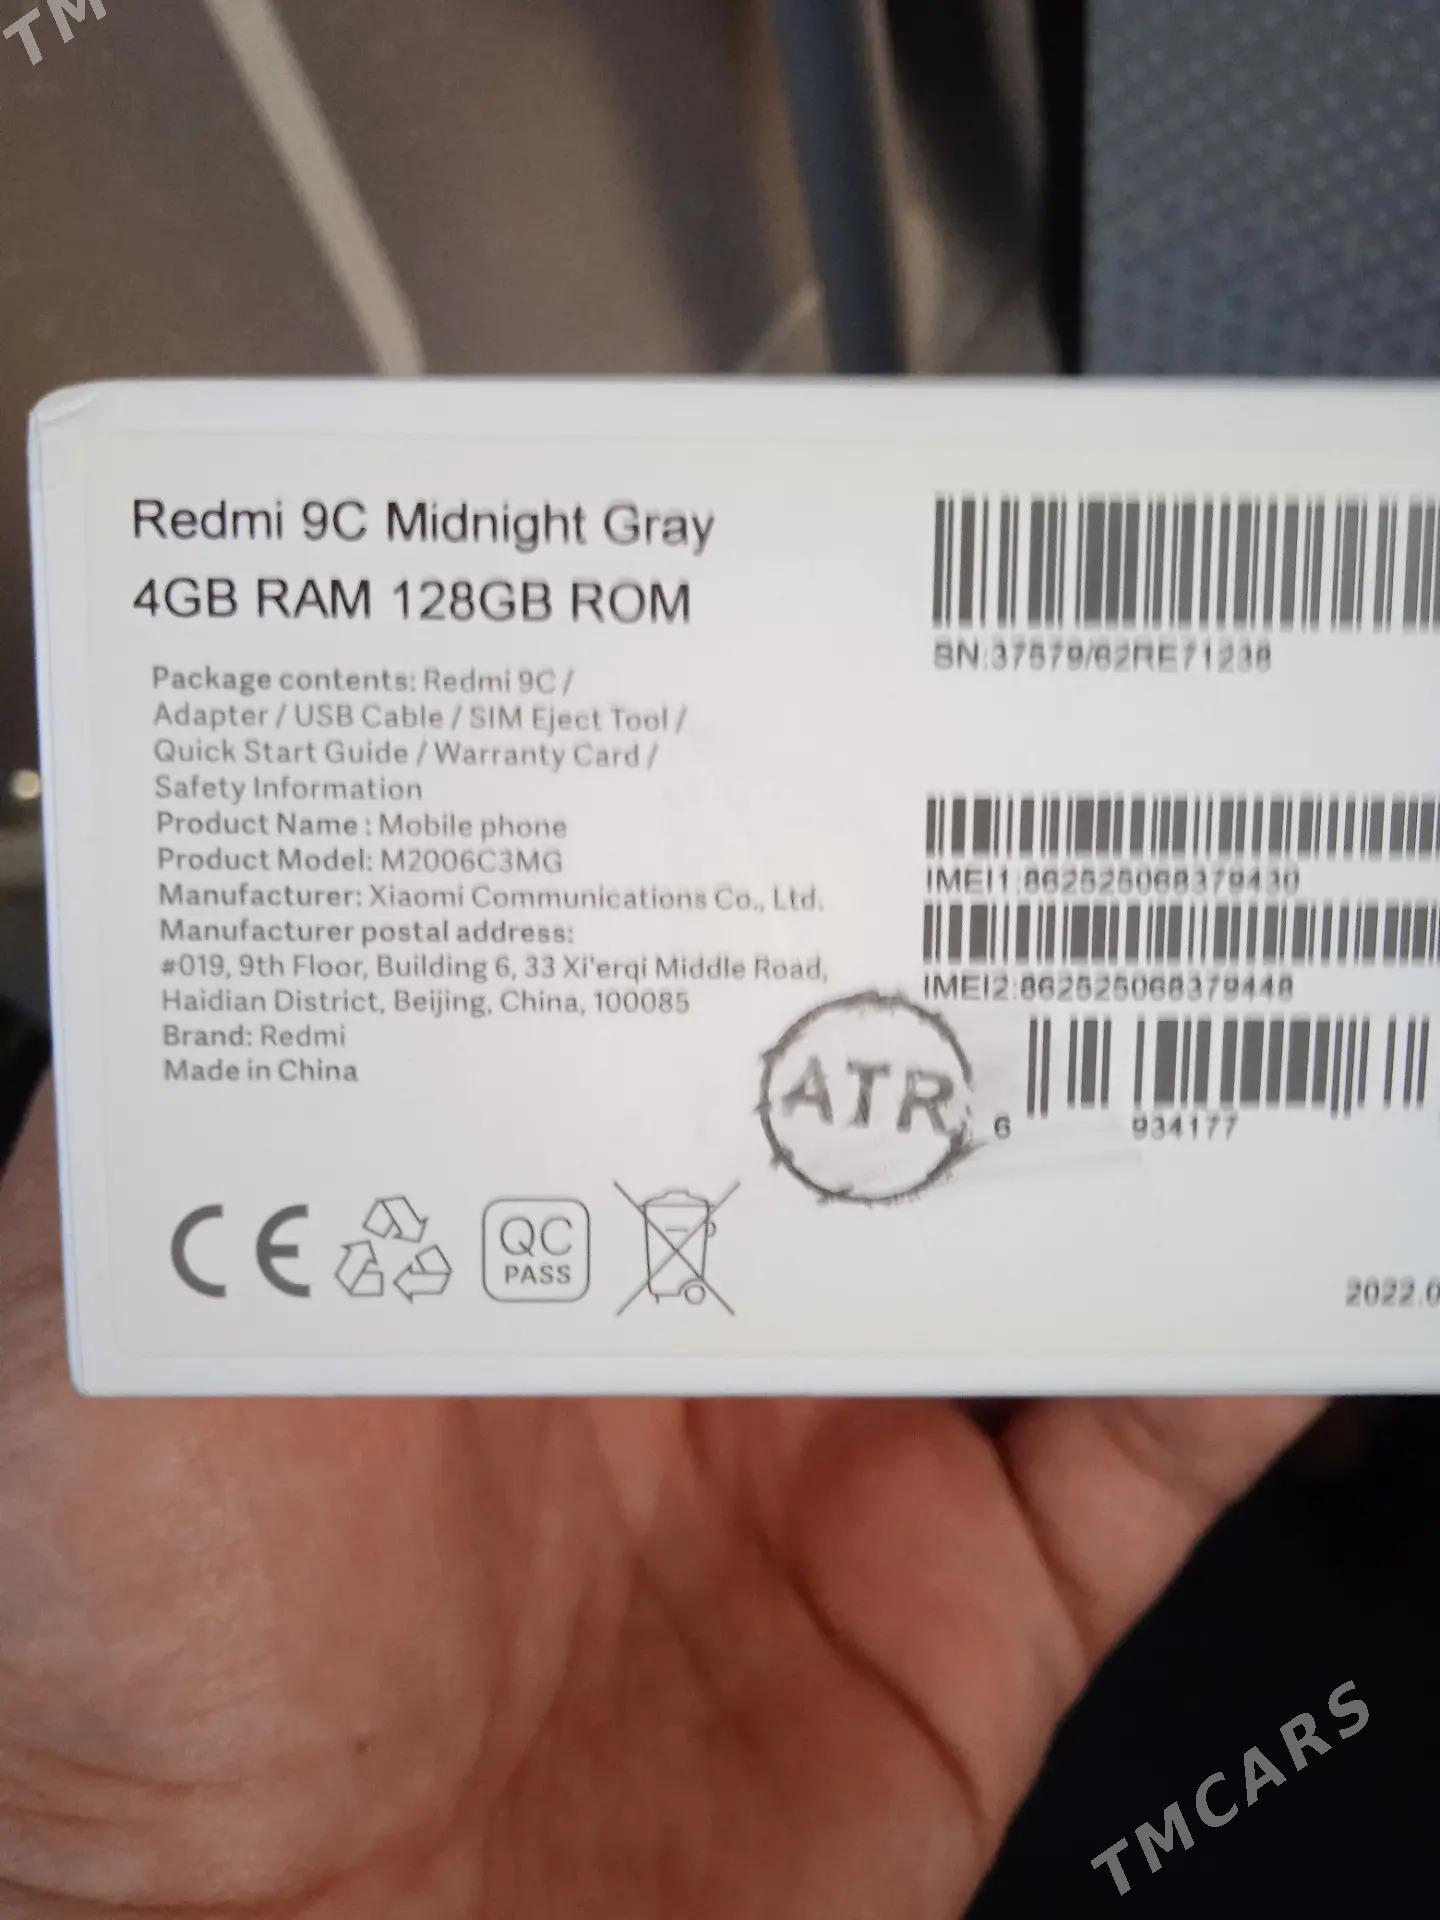 TM
Redmi 9C Midnight Gray
4GB RAM 128GB ROM
Package contents: Redmi 9C /
Adapter / USB Cable / SIM Eject Tool /
Quick Start Guide / Warranty Card /
Safety Information
Product Name : Mobile phone
Product Model: M2006C3MG
Manufacturer: Xiaomi Communications Co., Ltd.
Manufacturer postal address:
#019, 9th Floor, Building 6, 33 Xi'erqi Middle Road,
Haidian District, Beijing, China, 100085
Brand: Redmi
Made in China
CE
QC
PASS
ATR
IMEI1:862525068379430
IMEI2:862525068379448
6 934177
2022.0
TMCARS